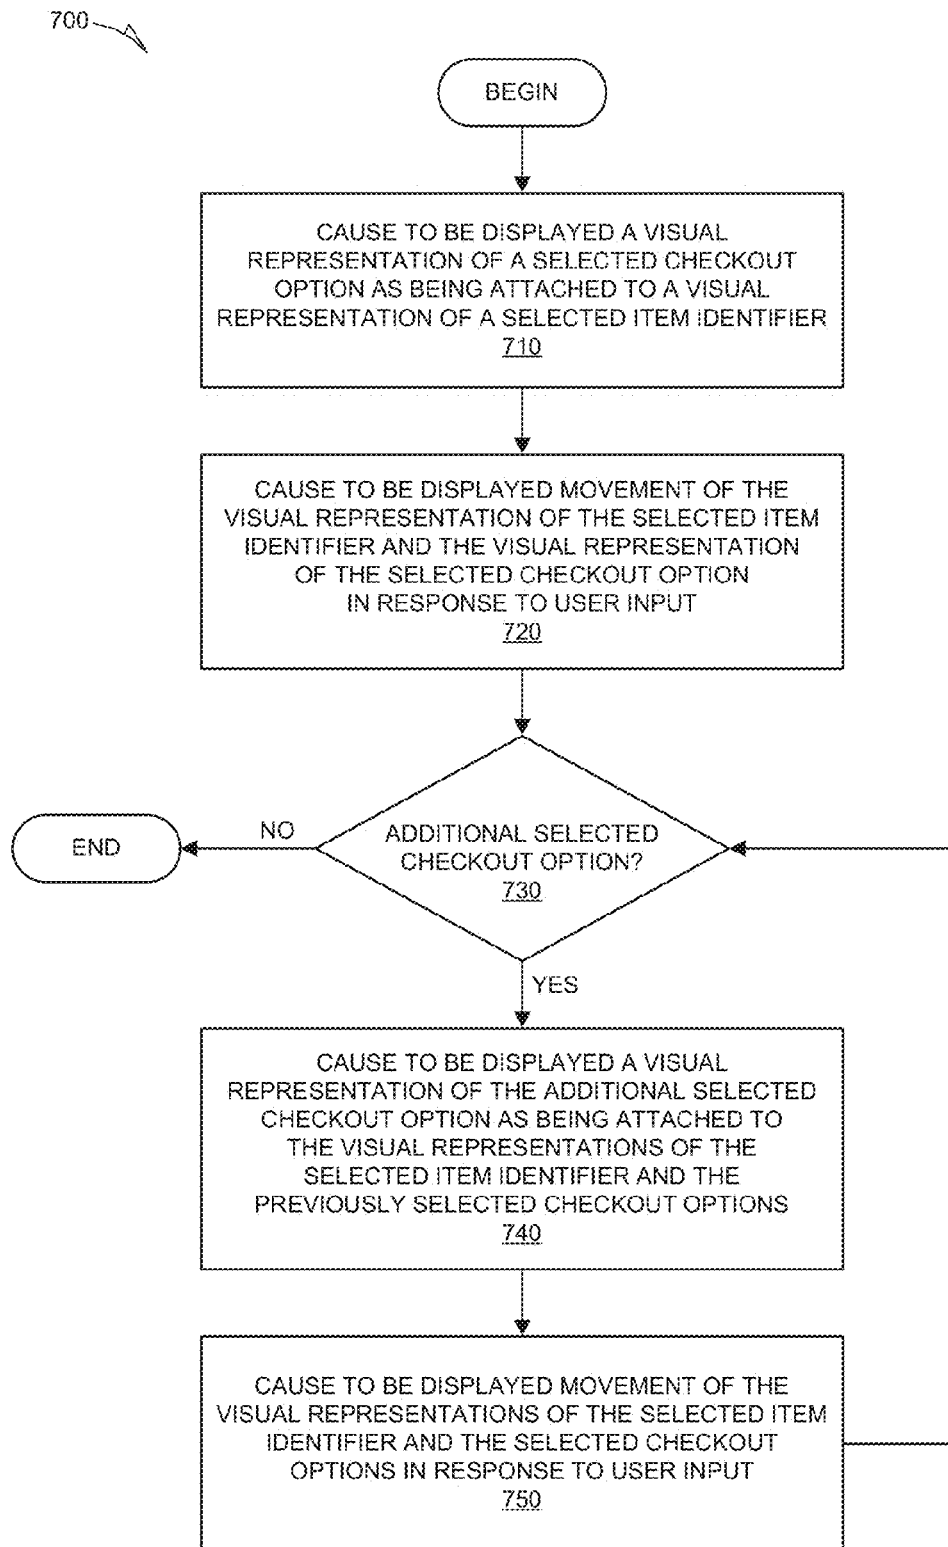 700
BEGIN
CAUSE TO BE DISPLAYED A VISUAL
REPRESENTATION OF A SELECTED CHECKOUT
OPTION AS BEING ATTACHED TO A VISUAL
REPRESENTATION OF A SELECTED ITEM IDENTIFIER
710
CAUSE TO BE DISPLAYED MOVEMENT OF THE
VISUAL REPRESENTATION OF THE SELECTED ITEM
IDENTIFIER AND THE VISUAL REPRESENTATION
OF THE SELECTED CHECKOUT OPTION
IN RESPONSE TO USER INPUT
720
END
NO
ADDITIONAL SELECTED
CHECKOUT OPTION?
730
YES
CAUSE TO BE DISPLAYED A VISUAL
REPRESENTATION OF THE ADDITIONAL SELECTED
CHECKOUT OPTION AS BEING ATTACHED TO
THE VISUAL REPRESENTATIONS OF THE
SELECTED ITEM IDENTIFIER AND THE
PREVIOUSLY SELECTED CHECKOUT OPTIONS
740
CAUSE TO BE DISPLAYED MOVEMENT OF THE
VISUAL REPRESENTATIONS OF THE SELECTED ITEM
IDENTIFIER AND THE SELECTED CHECKOUT
OPTIONS IN RESPONSE TO USER INPUT
750